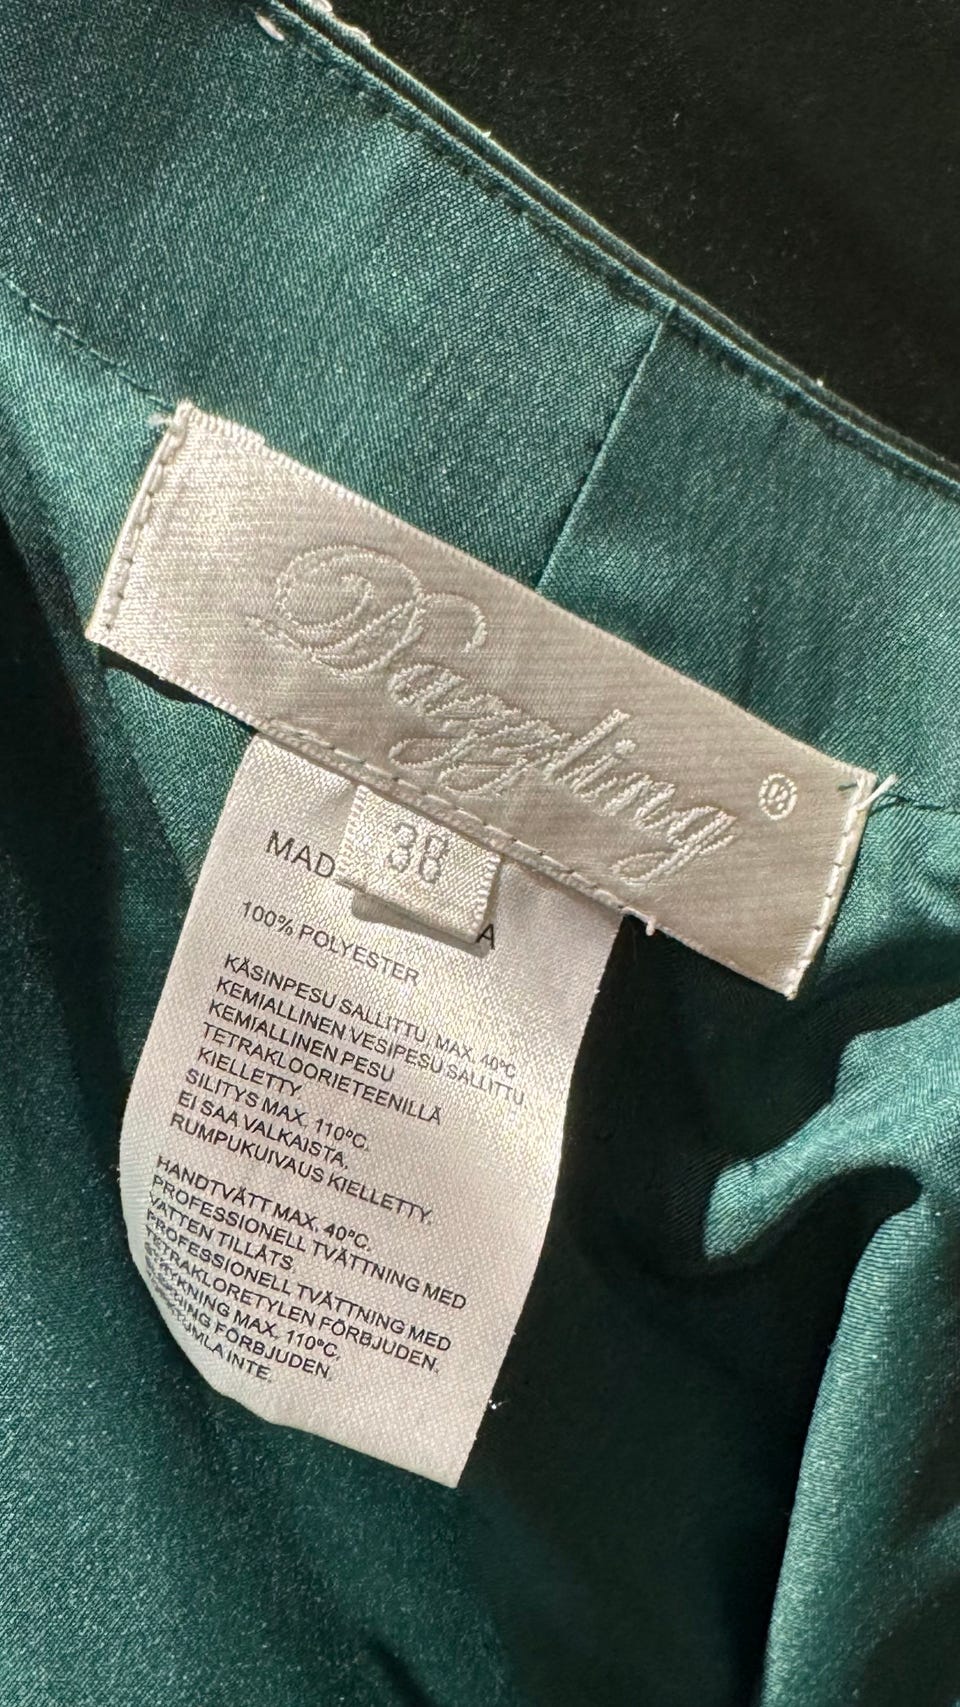 Dazzling ®
38
MAD
A
100% POLYESTER
KÄSINPESU SALLITTU, MAX. 40°C
KEMIALLINEN VESIPESU SALLITTU
KEMIALLINEN PESU
TETRAKLOORIETEENILLÄ
KIELLETTY.
SILITYS MAX. 110°C.
EI SAA VALKAISTA.
RUMPUKUIVAUS KIELLETTY.
HANDTVÄTT MAX. 40°C.
PROFESSIONELL TVÄTTNING MED
VATTEN TILLÅTS.
PROFESSIONELL TVÄTTNING MED
TETRAKLORETYLEN FÖRBJUDEN.
STRYKNING MAX. 110°C.
FÖRBJUDEN.
INTE.